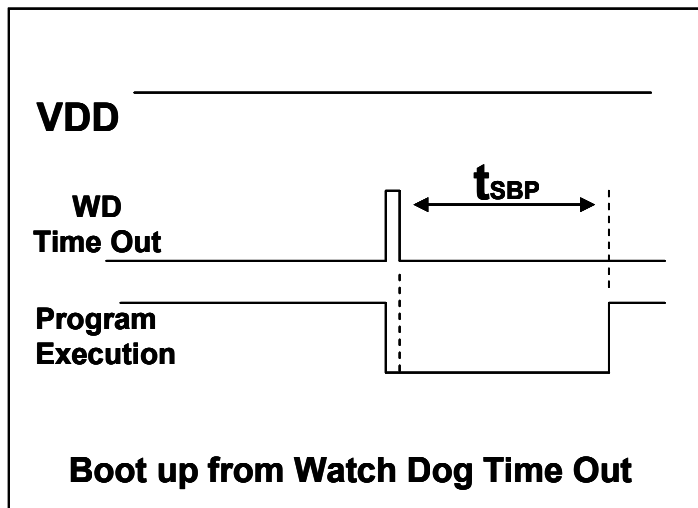 VDD
tSBP
WD
Time Out
Program
Execution
Boot up from Watch Dog Time Out